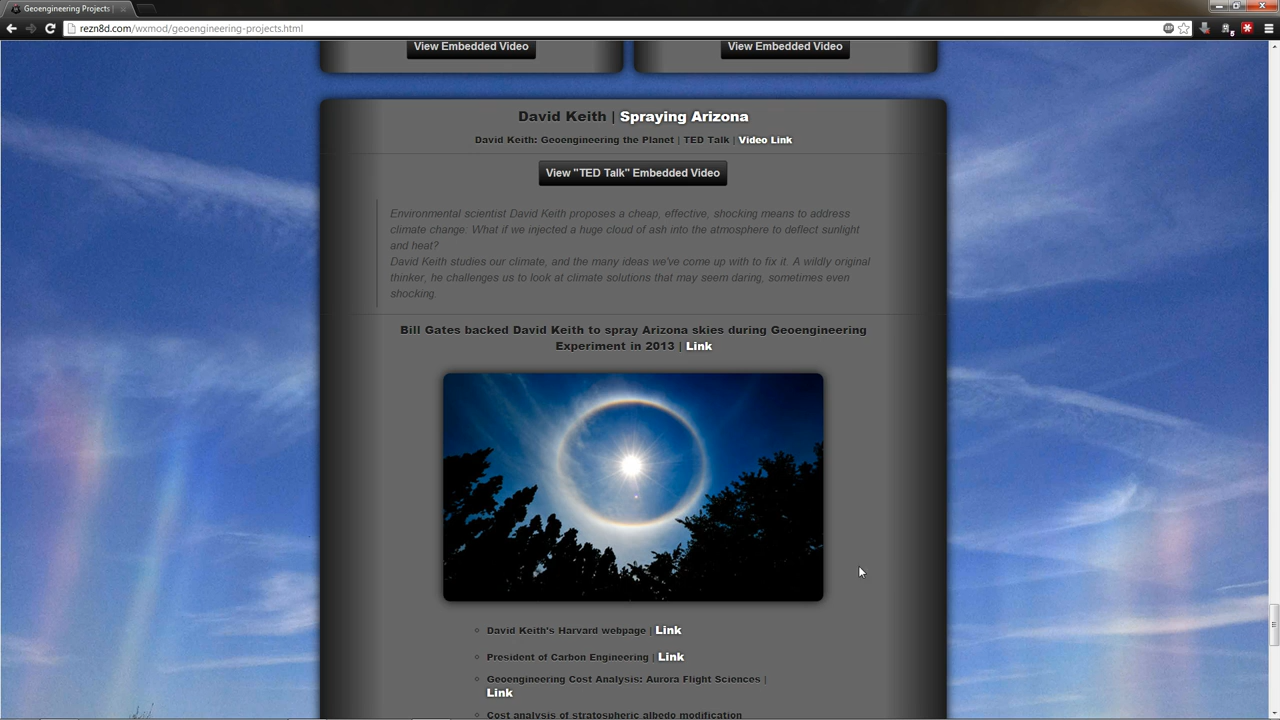 Geoengineering Projects |
rezn8d.com/wxmod/geoengineering-projects.html
View Embedded Video
View Embedded Video
David Keith | Spraying Arizona
David Keith: Geoengineering the Planet | TED Talk | Video Link
View "TED Talk" Embedded Video
Environmental scientist David Keith proposes a cheap, effective, shocking means to address
climate change. What if we injected a huge cloud of ash into the atmosphere to deflect sunlight
and heat?
David Keith studies our climate, and the many ideas we've come up with to fix it. A wildly original
thinker, he challenges us to look at climate solutions that may seem daring, sometimes even
shocking.
Bill Gates backed David Keith to spray Arizona skies during Geoengineering
Experiment in 2013 | Link
David Keith's Harvard webpage | Link
President of Carbon Engineering | Link
Geoengineering Cost Analysis: Aurora Flight Sciences |
Link
Cost analysis of stratospheric albedo modification